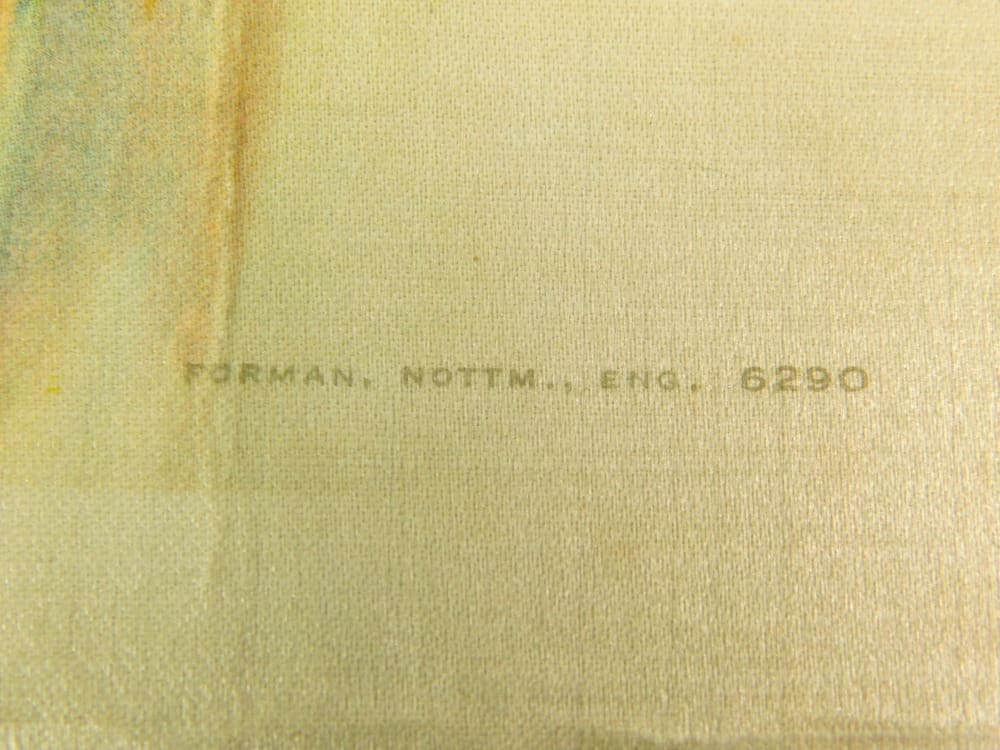 FORMAN, NOTTM., ENG. 6290